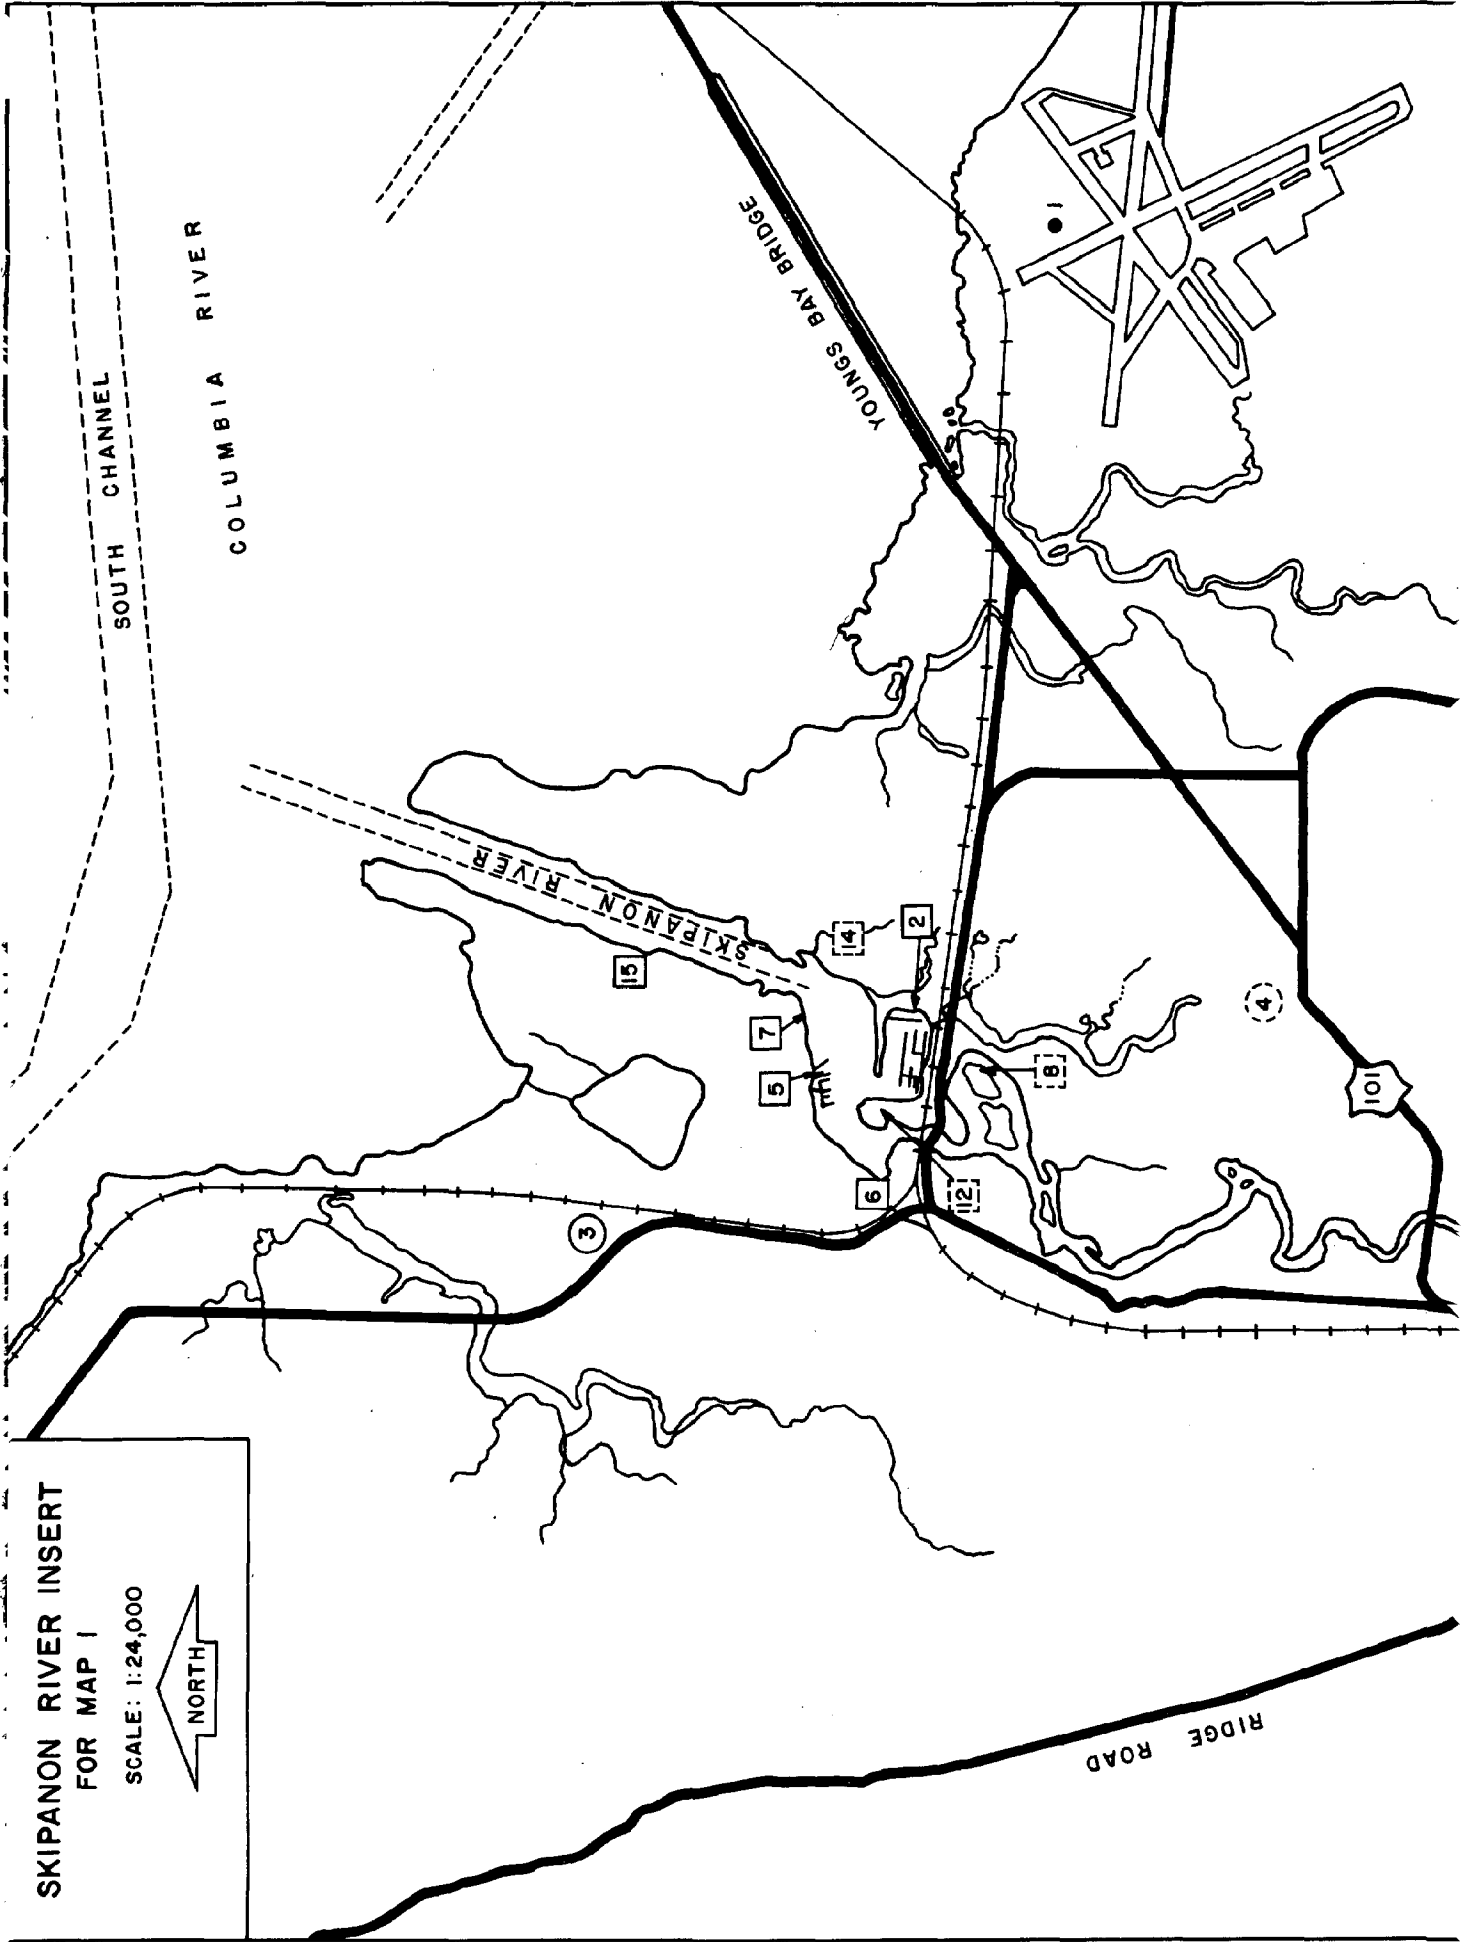 SKIPANON RIVER INSERT
FOR MAP 1
SCALE: 1:24,000
NORTH
SOUTH CHANNEL
COLUMBIA RIVER
YOUNGS BAY BRIDGE
SKIPANON RIVER
RIDGE ROAD
1
2
3
4
5
6
7
8
12
14
15
101